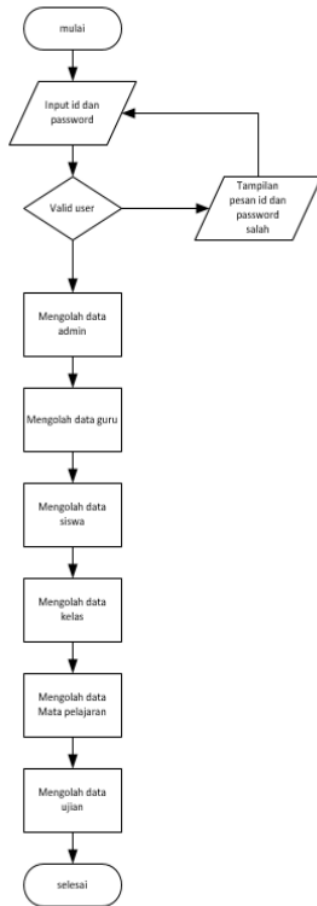 mulai
Input id dan
password
Valid user
Tampilan
pesan id dan
password
salah
Mengolah data
admin
Mengolah data guru
Mengolah data
siswa
Mengolah data
kelas
Mengolah data
Mata pelajaran
Mengolah data
ujian
selesai